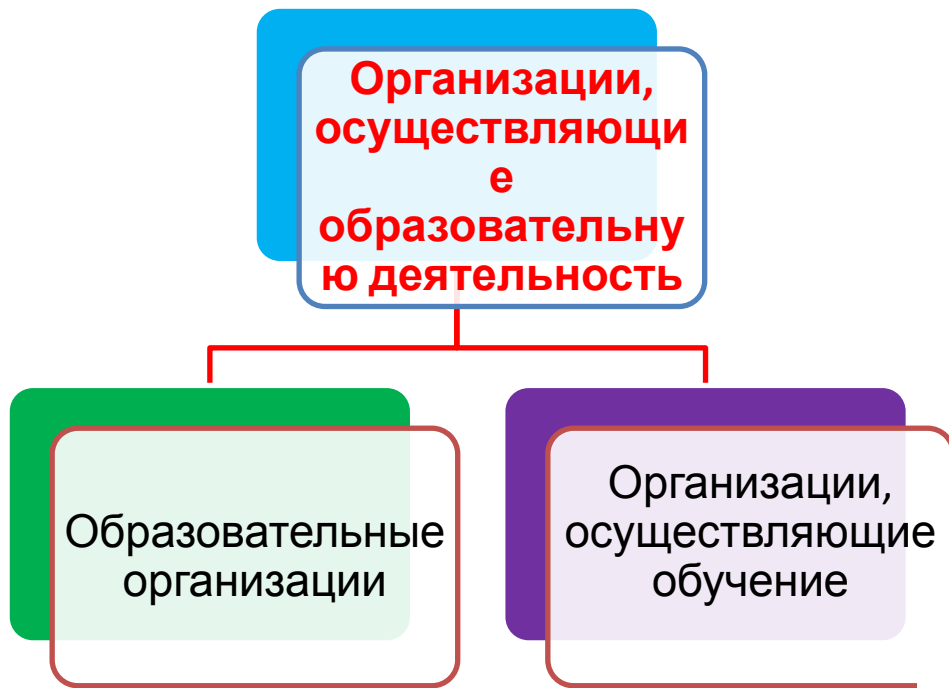 Организации,
осуществляющи
е
образовательну
ю деятельность
Образовательные
организации
Организации,
осуществляющие
обучение